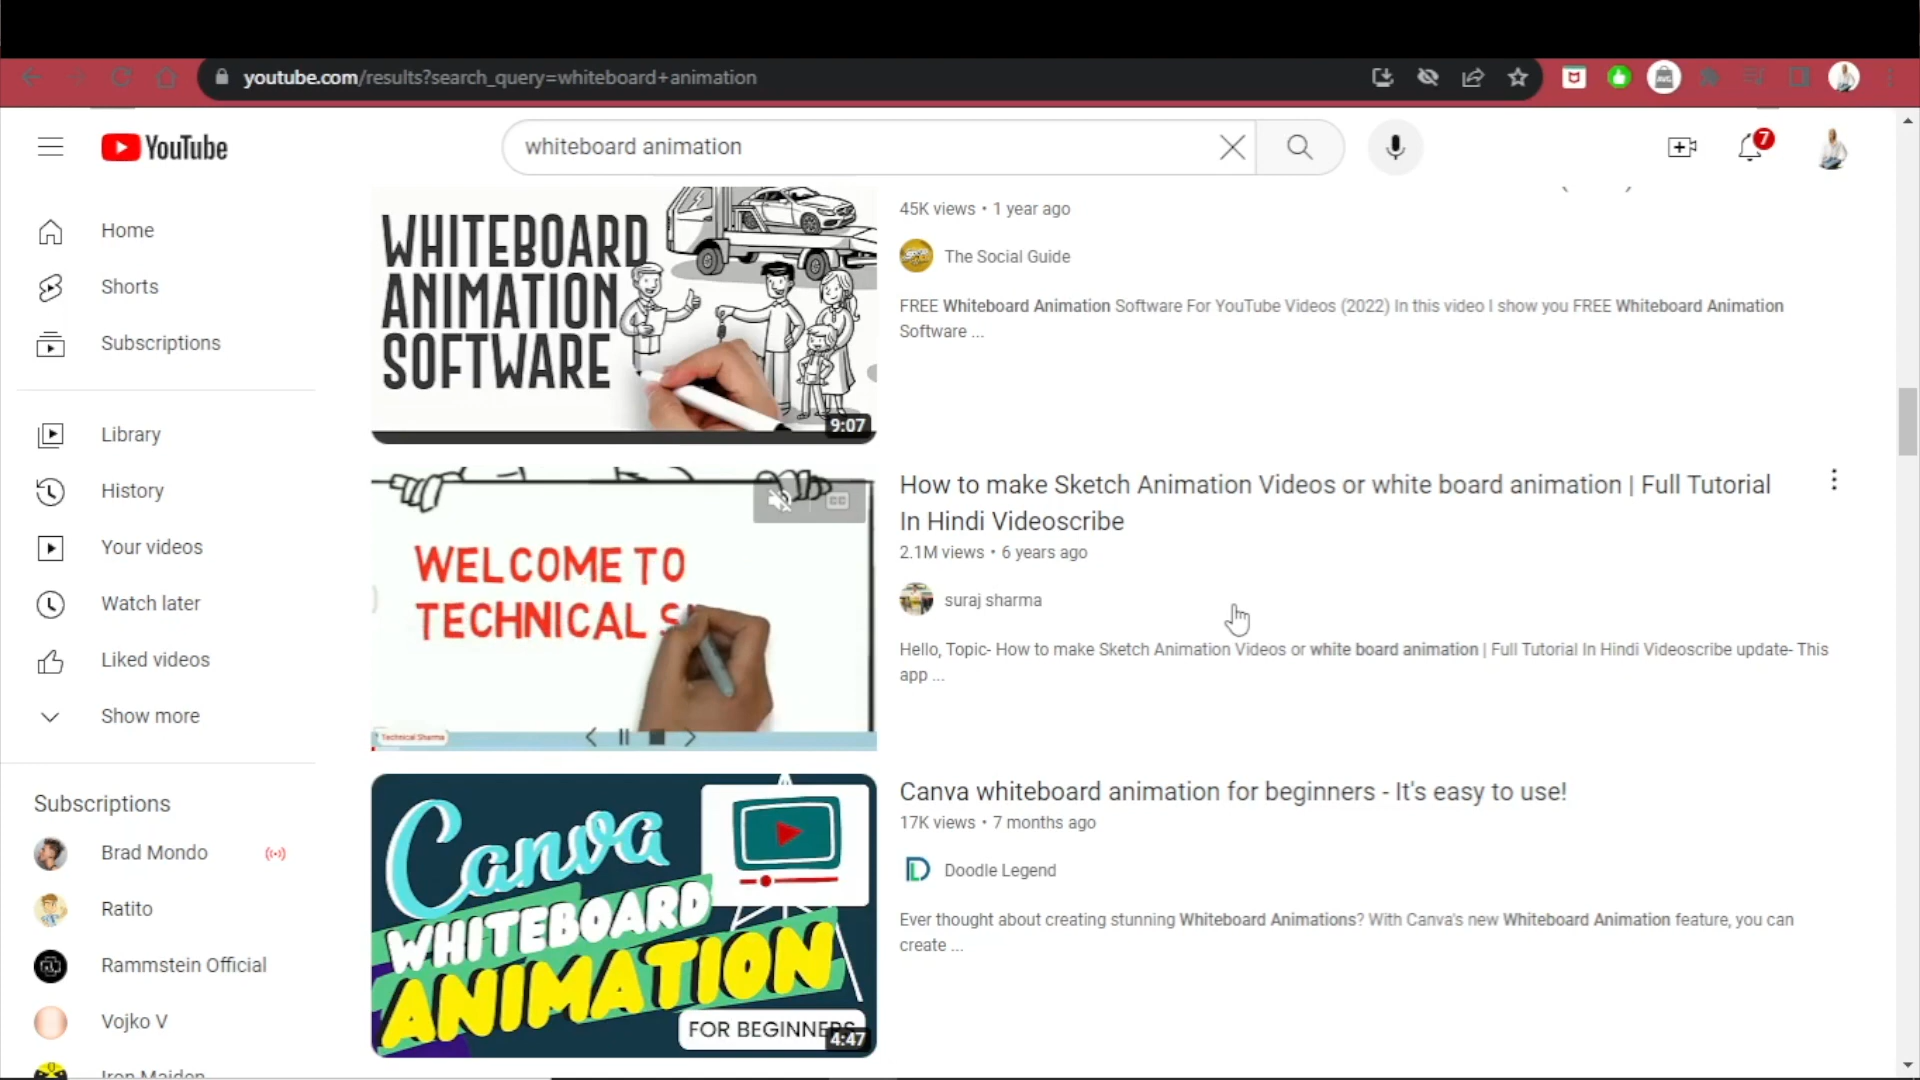 youtube.com/results?search_query=whiteboard+animation
YouTube
whiteboard animation
7
Home
Shorts
Subscriptions
Library
History
Your videos
Watch later
Liked videos
Show more
Subscriptions
Brad Mondo
Ratito
Rammstein Official
Vojko V
Iron Maiden
WHITEBOARD
ANIMATION
SOFTWARE
9:07
45K views • 1 year ago
The Social Guide
FREE Whiteboard Animation Software For YouTube Videos (2022) In this video I show you FREE Whiteboard Animation
Software ...
WELCOME TO
TECHNICAL S
CC
Technical Sharma
How to make Sketch Animation Videos or white board animation | Full Tutorial
In Hindi Videoscribe
2.1M views • 6 years ago
suraj sharma
Hello, Topic- How to make Sketch Animation Videos or white board animation | Full Tutorial In Hindi Videoscribe update- This
app ...
Canva
WHITEBOARD
ANIMATION
FOR BEGINNERS
4:47
Canva whiteboard animation for beginners - It's easy to use!
17K views • 7 months ago
Doodle Legend
Ever thought about creating stunning Whiteboard Animations? With Canva's new Whiteboard Animation feature, you can
create ...